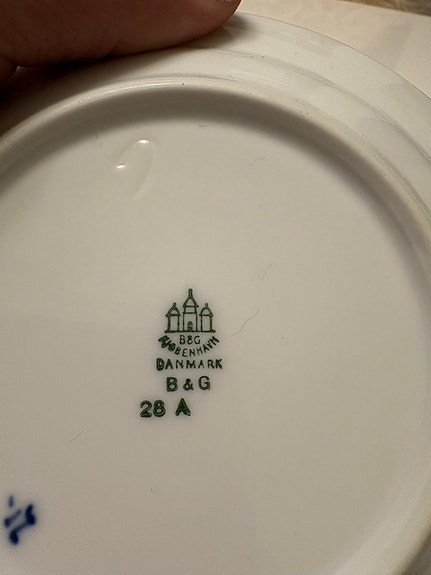 B&G
KJØBENHAVN
DANMARK
B & G
28 A